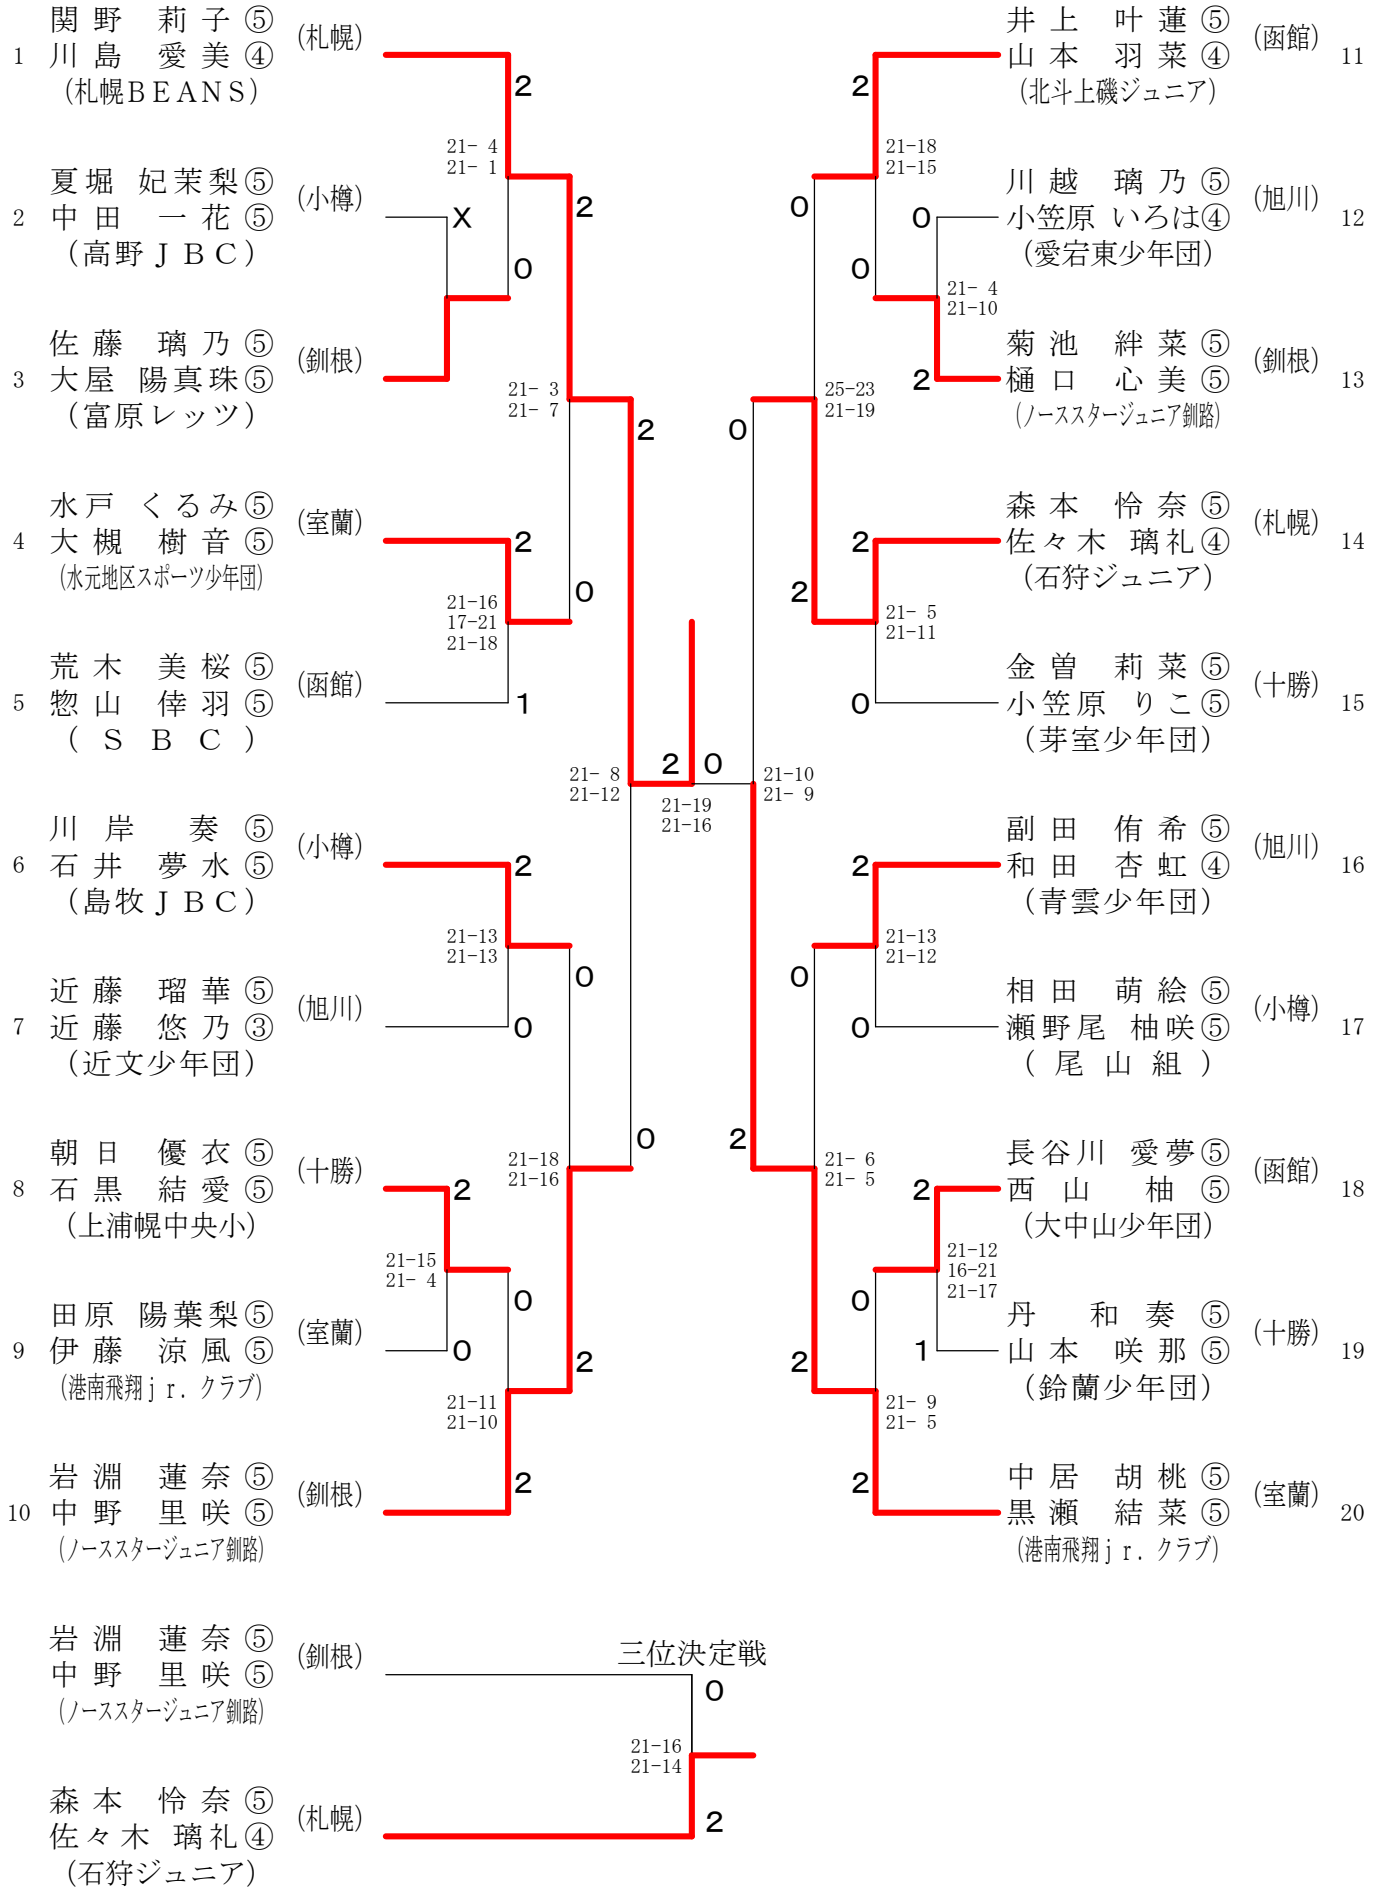 関野 莉子⑤
1 川島 愛美④ (札幌)
(札幌BEANS)
2
21- 4
21- 1
夏堀 妃茉梨⑤
2 中田 一花⑤ (小樽)
(高野JBC)
X
2
0
佐藤 璃乃⑤
3 大屋 陽真珠⑤ (釧根)
(富原レッツ)
21- 3
21- 7
2
水戸 くるみ⑤
4 大槻 樹音⑤ (室蘭)
(水元地区スポーツ少年団)
2
21-16
17-21
21-18
0
荒木 美桜⑤
5 惣山 倖羽⑤ (函館)
(SBC)
1
21- 8
21-12
2 0
21-19
21-16
川岸 奏⑤
6 石井 夢水⑤ (小樽)
(島牧JBC)
2
21-13
21-13
0
近藤 瑠華⑤
7 近藤 悠乃③ (旭川)
(近文少年団)
0
0
朝日 優衣⑤
8 石黒 結愛⑤ (十勝)
(上浦幌中央小)
2
21-18
21-16
21-15
21- 4
0
田原 陽葉梨⑤
9 伊藤 涼風⑤ (室蘭)
(港南飛翔jr.クラブ)
0
2
21-11
21-10
岩淵 蓮奈⑤
10 中野 里咲⑤ (釧根)
(ノーススタージュニア釧路)
2
井上 叶蓮⑤
山本 羽菜④ (函館) 11
(北斗上磯ジュニア)
2
21-18
21-15
川越 璃乃⑤
小笠原 いろは④ (旭川) 12
(愛宕東少年団)
0
0
0
21- 4
21-10
菊池 絆菜⑤
樋口 心美⑤ (釧根) 13
(ノーススタージュニア釧路)
2
25-23
21-19
0
森本 怜奈⑤
佐々木 璃礼④ (札幌) 14
(石狩ジュニア)
2
2
21- 5
21-11
金曽 莉菜⑤
小笠原 りこ⑤ (十勝) 15
(芽室少年団)
0
21-10
21- 9
副田 侑希⑤
和田 杏虹④ (旭川) 16
(青雲少年団)
2
21-13
21-12
0
相田 萌絵⑤
瀬野尾 柚咲⑤ (小樽) 17
(尾山組)
0
2
長谷川 愛夢⑤
西山 柚⑤ (函館) 18
(大中山少年団)
2
21- 6
21- 5
21-12
16-21
21-17
0
丹 和奏⑤
山本 咲那⑤ (十勝) 19
(鈴蘭少年団)
1
2
21- 9
21- 5
中居 胡桃⑤
黒瀬 結菜⑤ (室蘭) 20
(港南飛翔jr.クラブ)
2
三位決定戦
岩淵 蓮奈⑤
中野 里咲⑤ (釧根)
(ノーススタージュニア釧路)
0
21-16
21-14
森本 怜奈⑤
佐々木 璃礼④ (札幌)
(石狩ジュニア)
2